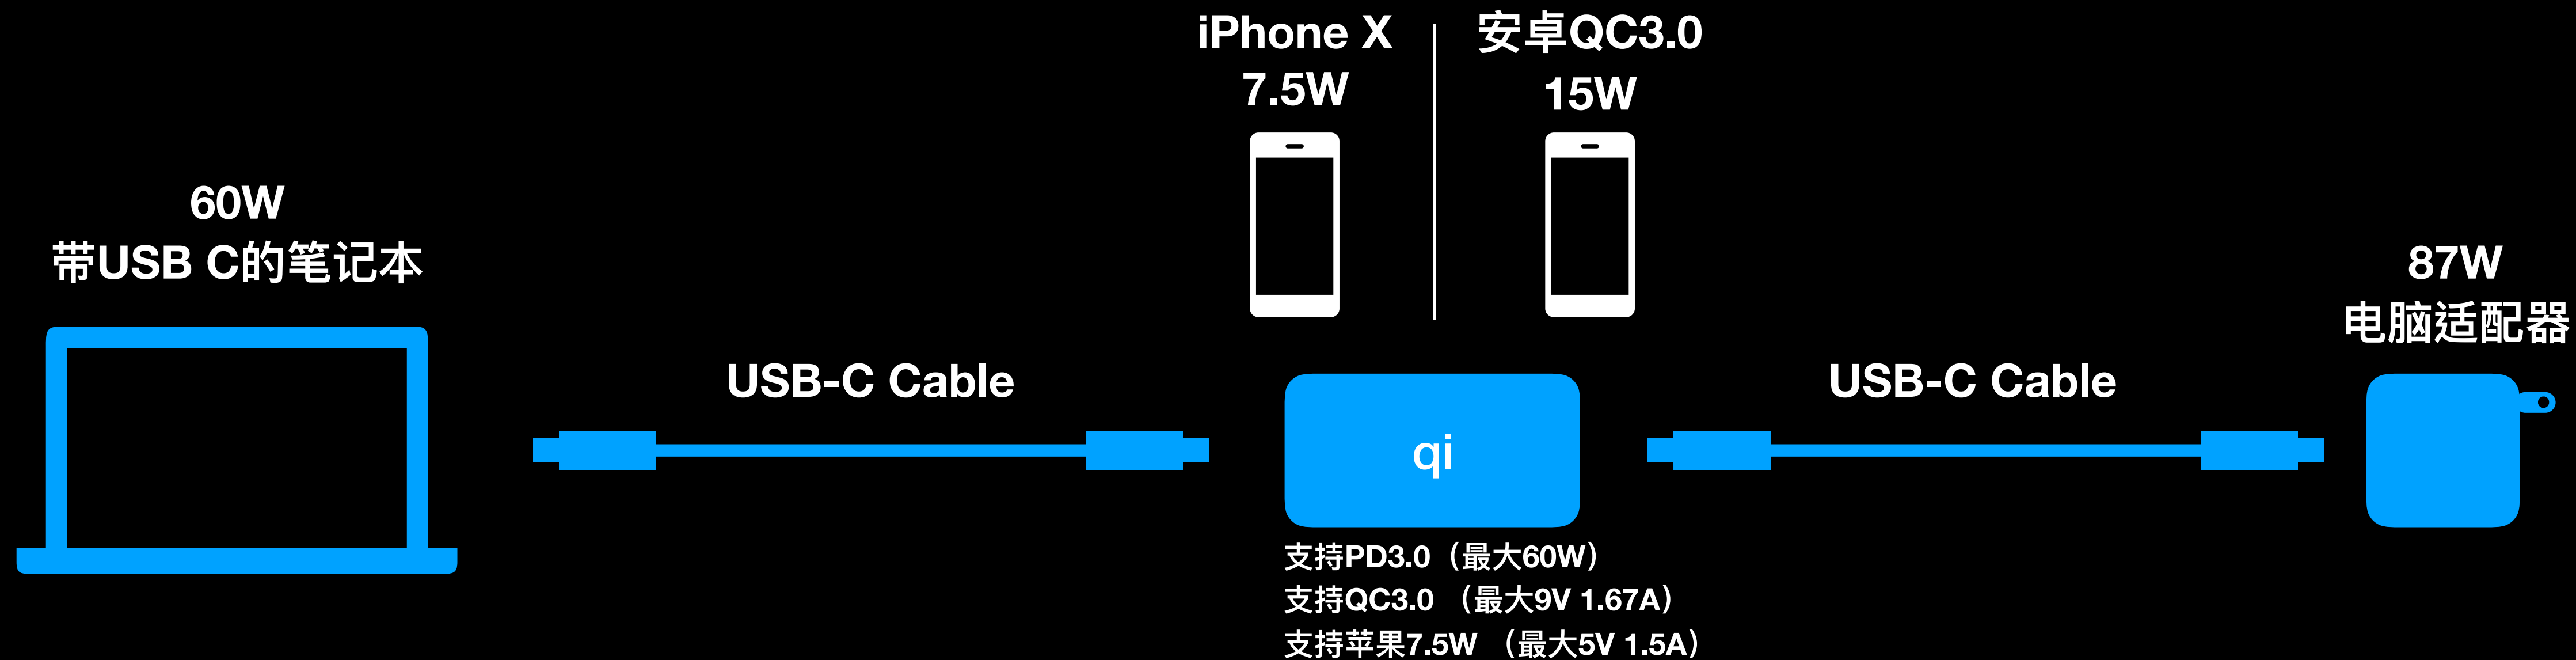 iPhone X
7.5W
安卓QC3.0
15W
60W
带USB C的笔记本
87W
电脑适配器
USB-C Cable
USB-C Cable
qi
支持PD3.0（最大60W）
支持QC3.0 （最大9V 1.67A）
支持苹果7.5W （最大5V 1.5A）